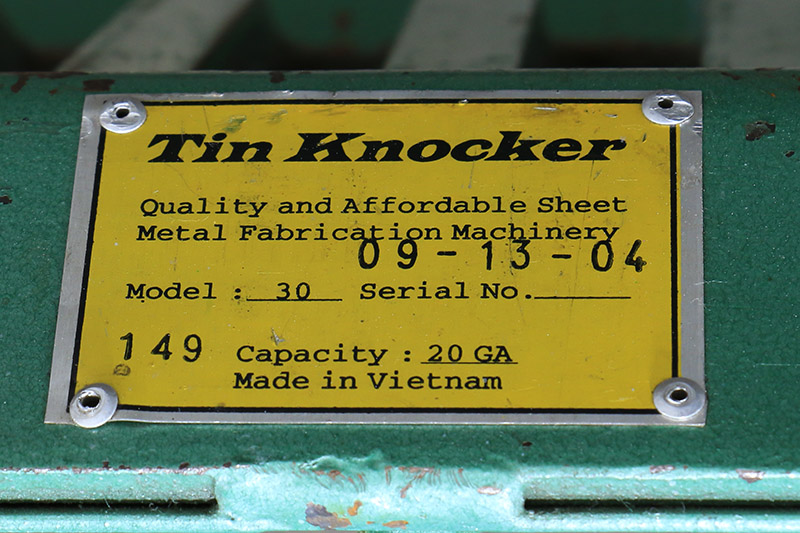 Tin Knocker
Quality and Affordable Sheet
Metal Fabrication Machinery
09-13-04
Model : 30 Serial No.
149 Capacity : 20 GA
Made in Vietnam